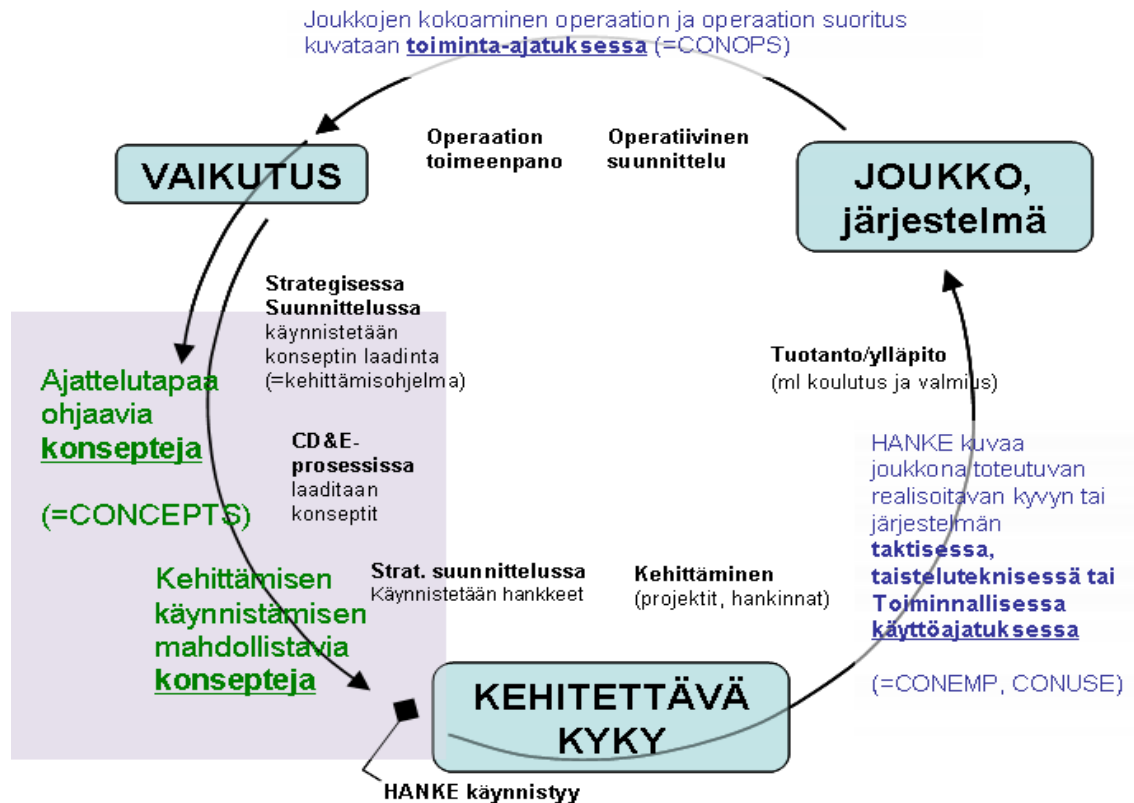 Joukkojen kokoaminen operaation ja operaation suoritus
kuvataan toiminta-ajatuksessa (=CONOPS)
Operaation
toimeenpano
Operatiivinen
suunnittelu
VAIKUTUS
JOUKKO,
järjestelmä
Strategisessa
Suunnittelussa
käynnistetään
konseptin laadinta
(=kehittämisohjelma)
Tuotanto/ylläpito
(ml koulutus ja valmius)
Ajattelutapaa
ohjaavia
konsepteja
(=CONCEPTS)
CD&E-
prosessissa
laaditaan
konseptit
HANKE kuvaa
joukkona toteutuvan
realisoitavan kyvyn tai
järjestelmän
taktisessa,
taisteluteknisessä tai
Toiminnallisessa
käyttöajatuksessa
(=CONEMP, CONUSE)
Kehittämisen
käynnistämisen
mahdollistavia
konsepteja
Strat. suunnittelussa
Käynnistetään hankkeet
Kehittäminen
(projektit, hankinnat)
KEHITETTÄVÄ
KYKY
HANKE käynnistyy